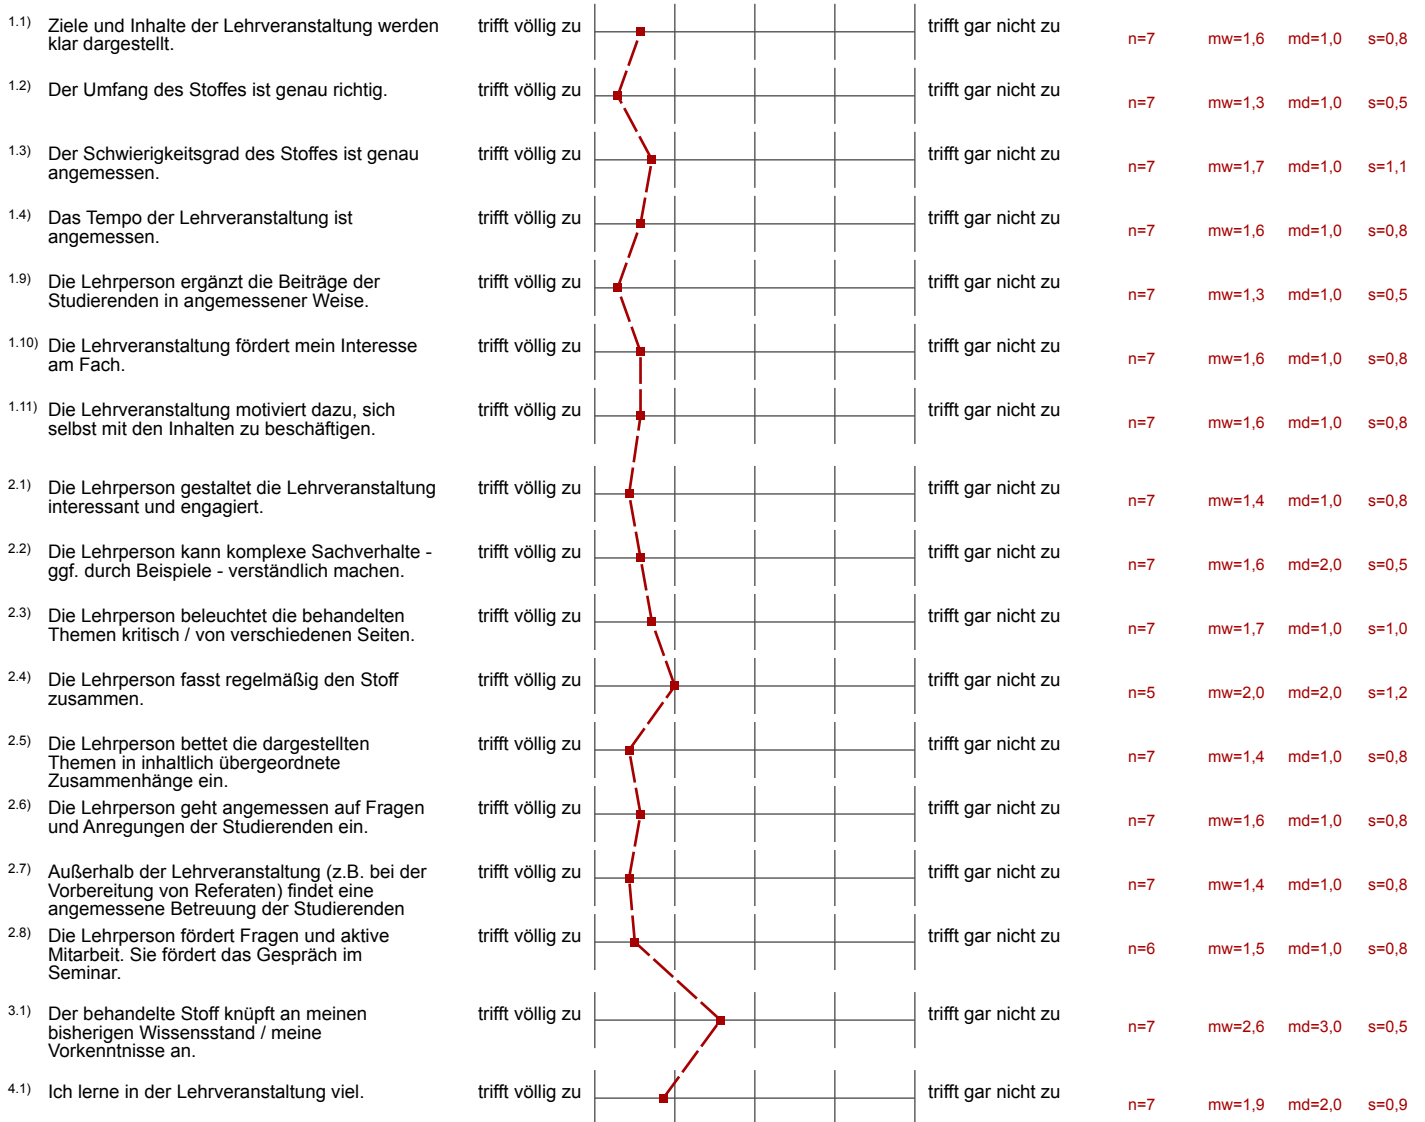 1.1) Ziele und Inhalte der Lehrveranstaltung werden trifft völlig zu trifft gar nicht zu
klar dargestellt. n=7 mw=1,6 md=1,0 s=0,8
1.2) Der Umfang des Stoffes ist genau richtig. trifft völlig zu trifft gar nicht zu
n=7 mw=1,3 md=1,0 s=0,5
1.3) Der Schwierigkeitsgrad des Stoffes ist genau trifft völlig zu trifft gar nicht zu
angemessen. n=7 mw=1,7 md=1,0 s=1,1
1.4) Das Tempo der Lehrveranstaltung ist trifft völlig zu trifft gar nicht zu
angemessen. n=7 mw=1,6 md=1,0 s=0,8
1.9) Die Lehrperson ergänzt die Beiträge der trifft völlig zu trifft gar nicht zu
Studierenden in angemessener Weise. n=7 mw=1,3 md=1,0 s=0,5
1.10) Die Lehrveranstaltung fördert mein Interesse trifft völlig zu trifft gar nicht zu
am Fach. n=7 mw=1,6 md=1,0 s=0,8
1.11) Die Lehrveranstaltung motiviert dazu, sich trifft völlig zu trifft gar nicht zu
selbst mit den Inhalten zu beschäftigen. n=7 mw=1,6 md=1,0 s=0,8
2.1) Die Lehrperson gestaltet die Lehrveranstaltung trifft völlig zu trifft gar nicht zu
interessant und engagiert. n=7 mw=1,4 md=1,0 s=0,8
2.2) Die Lehrperson kann komplexe Sachverhalte - trifft völlig zu trifft gar nicht zu
ggf. durch Beispiele - verständlich machen. n=7 mw=1,6 md=2,0 s=0,5
2.3) Die Lehrperson beleuchtet die behandelten trifft völlig zu trifft gar nicht zu
Themen kritisch / von verschiedenen Seiten. n=7 mw=1,7 md=1,0 s=1,0
2.4) Die Lehrperson fasst regelmäßig den Stoff trifft völlig zu trifft gar nicht zu
zusammen. n=5 mw=2,0 md=2,0 s=1,2
2.5) Die Lehrperson bettet die dargestellten trifft völlig zu trifft gar nicht zu
Themen in inhaltlich übergeordnete n=7 mw=1,4 md=1,0 s=0,8
Zusammenhänge ein.
2.6) Die Lehrperson geht angemessen auf Fragen trifft völlig zu trifft gar nicht zu
und Anregungen der Studierenden ein. n=7 mw=1,6 md=1,0 s=0,8
2.7) Außerhalb der Lehrveranstaltung (z.B. bei der trifft völlig zu trifft gar nicht zu
Vorbereitung von Referaten) findet eine n=7 mw=1,4 md=1,0 s=0,8
angemessene Betreuung der Studierenden
2.8) Die Lehrperson fördert Fragen und aktive trifft völlig zu trifft gar nicht zu
Mitarbeit. Sie fördert das Gespräch im n=6 mw=1,5 md=1,0 s=0,8
Seminar.
3.1) Der behandelte Stoff knüpft an meinen trifft völlig zu trifft gar nicht zu
bisherigen Wissensstand / meine n=7 mw=2,6 md=3,0 s=0,5
Vorkenntnisse an.
4.1) Ich lerne in der Lehrveranstaltung viel. trifft völlig zu trifft gar nicht zu
n=7 mw=1,9 md=2,0 s=0,9